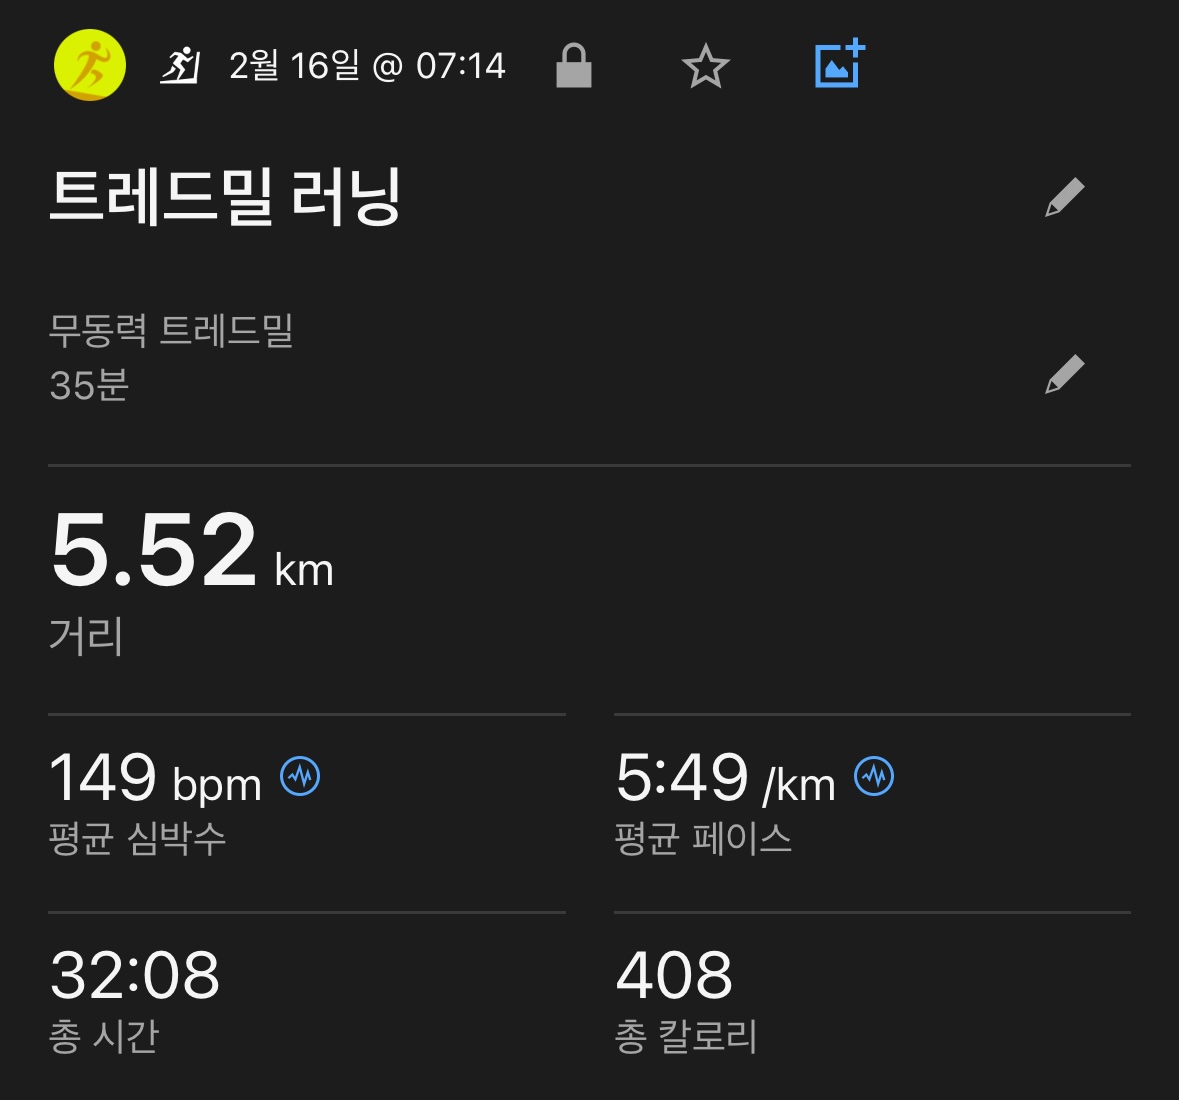 2월 16일 @ 07:14
트레드밀 러닝
무동력 트레드밀
35분
5.52 km
거리
149 bpm
평균 심박수
5:49 /km
평균 페이스
32:08
총 시간
408
총 칼로리